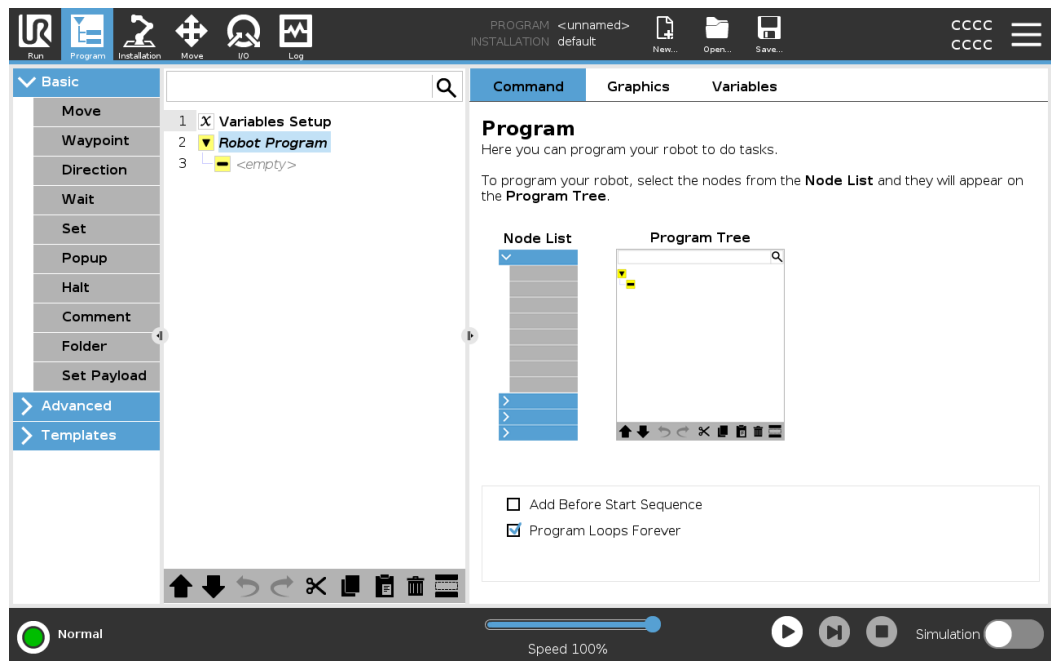 UR
Run
Program
Installation
Move
I/O
Log
PROGRAM <unnamed>
INSTALLATION default
New...
Open...
Save...
CCCC
CCCC
Basic
Move
Waypoint
Direction
Wait
Set
Popup
Halt
Comment
Folder
Set Payload
Advanced
Templates
1 X Variables Setup
2 Robot Program
3 <empty>
Command
Graphics
Variables
Program
Here you can program your robot to do tasks.
To program your robot, select the nodes from the Node List and they will appear on
the Program Tree.
Node List
Program Tree
Add Before Start Sequence
Program Loops Forever
Normal
Speed 100%
Simulation